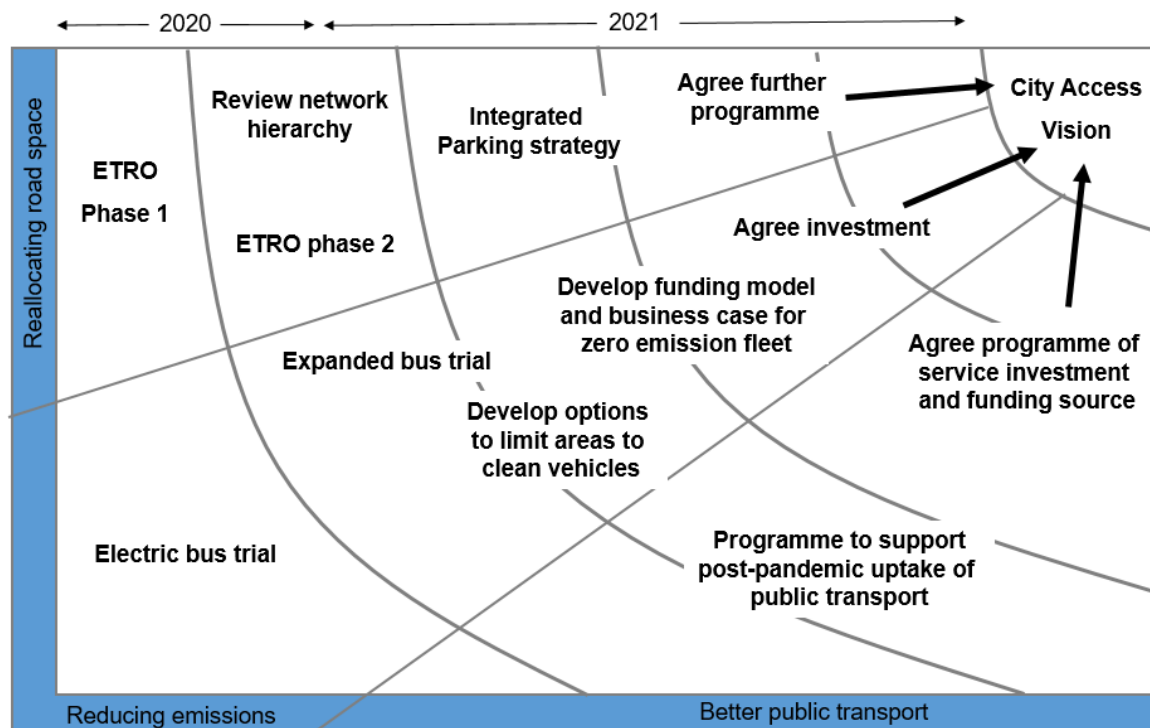 2020
2021
Reallocating road space
ETRO
Phase 1
Review network
hierarchy
ETRO phase 2
Integrated
Parking strategy
Agree further
programme
City Access
Vision
Agree investment
Expanded bus trial
Develop funding model
and business case for
zero emission fleet
Develop options
to limit areas to
clean vehicles
Agree programme of
service investment
and funding source
Electric bus trial
Programme to support
post-pandemic uptake of
public transport
Reducing emissions
Better public transport